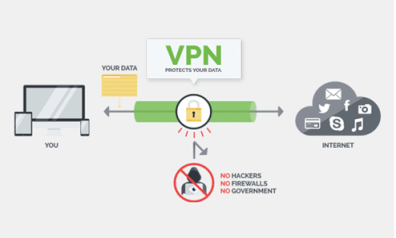 VPN
PROTECTS YOUR DATA
YOUR DATA
YOU
INTERNET
NO HACKERS
NO FIREWALLS
NO GOVERNMENT